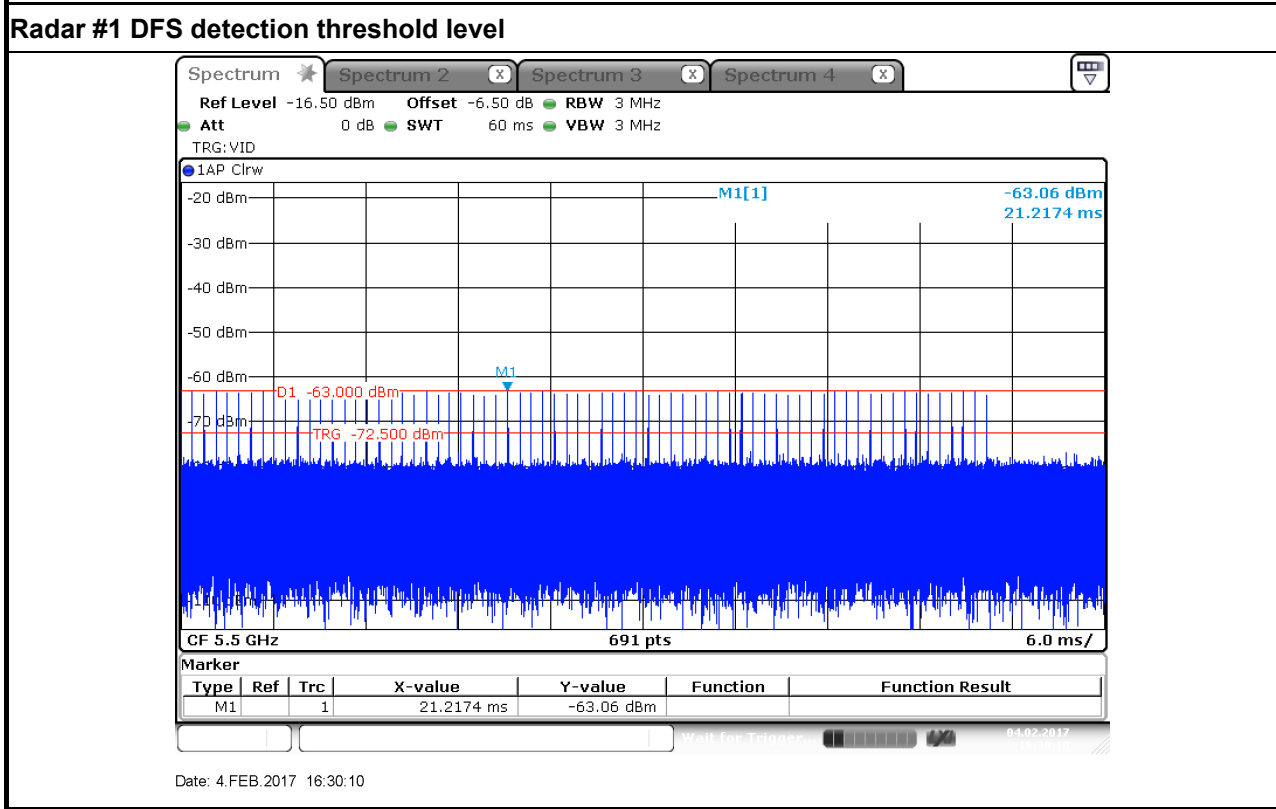 Radar #1 DFS detection threshold level
Spectrum Spectrum 2 X Spectrum 3 X Spectrum 4 X
Ref Level -16.50 dBm Offset -6.50 dB RBW 3 MHz
Att 0 dB SWT 60 ms VBW 3 MHz
TRG:VID
1AP Clrw
M1[1] -63.06 dBm
21.2174 ms
-20 dBm
-30 dBm
-40 dBm
-50 dBm
-60 dBm
M1
D1 -63.000 dBm
-70 dBm
TRG -72.500 dBm
CF 5.5 GHz 691 pts 6.0 ms/
Marker
Type Ref Trc X-value Y-value Function Function Result
M1 1 21.2174 ms -63.06 dBm
Wait for Trigger... 04.02.2017
Date: 4.FEB.2017 16:30:10